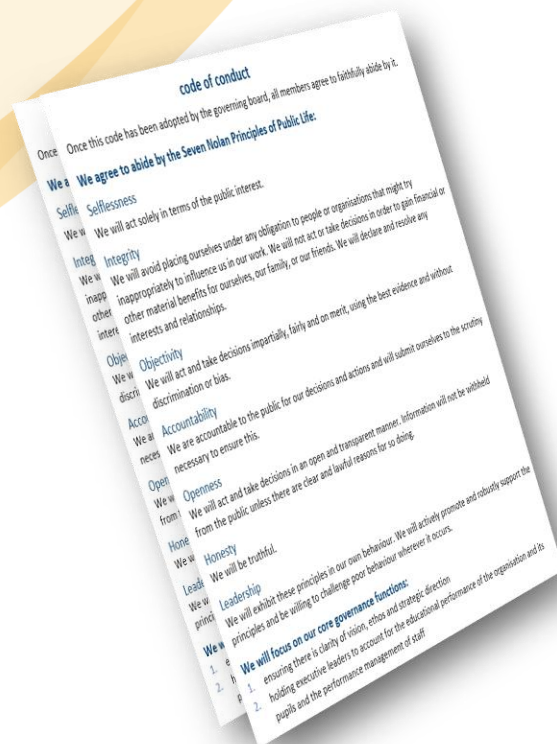 code of conduct
Once this code has been adopted by the governing board, all members agree to faithfully abide by it.
We agree to abide by the Seven Nolan Principles of Public Life:
Selflessness
We will act solely in terms of the public interest.
Integrity
We will avoid placing ourselves under any obligation to people or organisations that might try
inappropriately to influence us in our work. We will not act or take decisions in order to gain financial or
other material benefits for ourselves, our family, or our friends. We will declare and resolve any
interests and relationships.
Objectivity
We will act and take decisions impartially, fairly and on merit, using the best evidence and without
discrimination or bias.
Accountability
We are accountable to the public for our decisions and actions and will submit ourselves to the scrutiny
necessary to ensure this.
Openness
We will act and take decisions in an open and transparent manner. Information will not be withheld
from the public unless there are clear and lawful reasons for so doing.
Honesty
We will be truthful.
Leadership
We will exhibit these principles in our own behaviour. We will actively promote and robustly support the
principles and be willing to challenge poor behaviour wherever it occurs.
We will focus on our core governance functions:
1. ensuring there is clarity of vision, ethos and strategic direction
2. holding executive leaders to account for the educational performance of the organisation and its
pupils and the performance management of staff